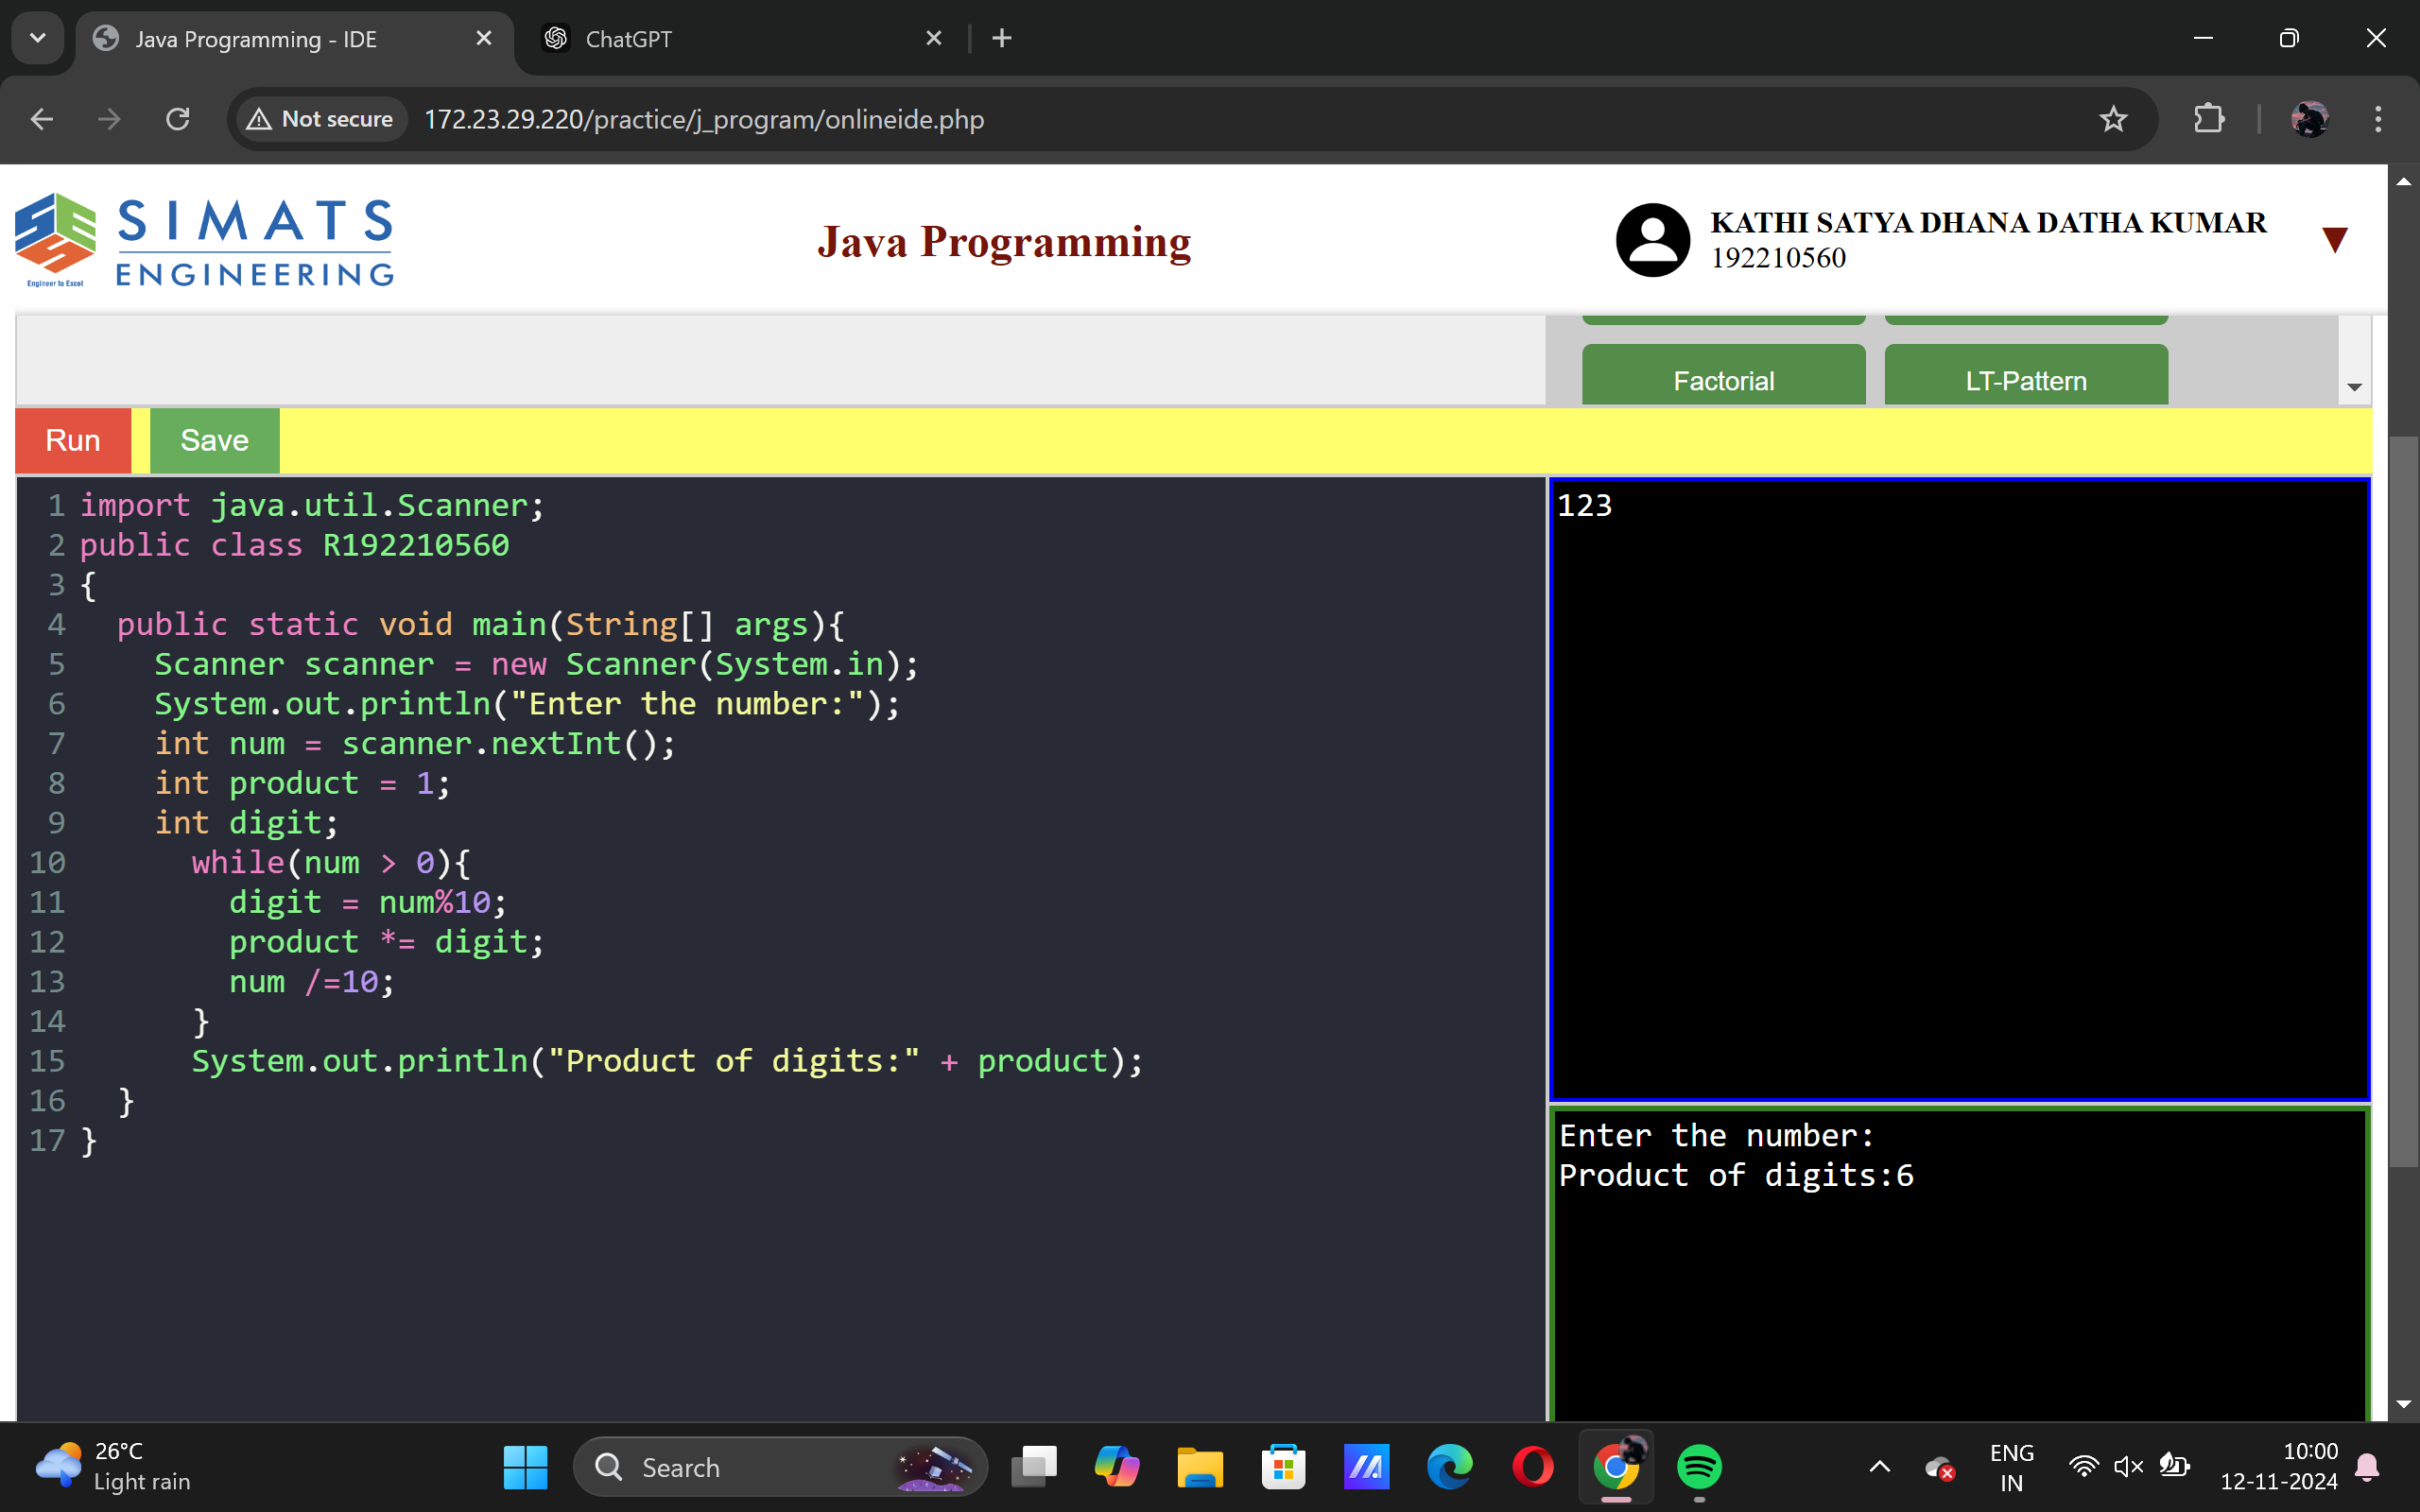 Java Programming - IDE
ChatGPT
Not secure
172.23.29.220/practice/j_program/onlineide.php
SIMATS
ENGINEERING
Engineer to Excel
Java Programming
KATHI SATYA DHANA DATHA KUMAR
192210560
Factorial
LT-Pattern
Run
Save
1 import java.util.Scanner;
2 public class R192210560
3 {
4 public static void main(String[] args){
5 Scanner scanner = new Scanner(System.in);
6 System.out.println("Enter the number:");
7 int num = scanner.nextInt();
8 int product = 1;
9 int digit;
10 while(num > 0){
11 digit = num%10;
12 product *= digit;
13 num /=10;
14 }
15 System.out.println("Product of digits:" + product);
16 }
17 }
123
Enter the number:
Product of digits:6
26°C
Light rain
Search
ENG
IN
10:00
12-11-2024